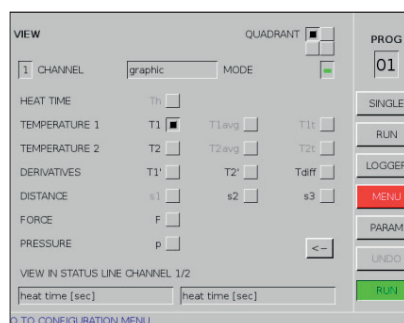 VIEW QUADRANT
1 CHANNEL graphic MODE
HEAT TIME Th
TEMPERATURE 1 T1 T1avg T1t
TEMPERATURE 2 T2 T2avg T2t
DERIVATIVES T1' T2' Tdiff
DISTANCE s1 s2 s3
FORCE F
PRESSURE p <-
VIEW IN STATUS LINE CHANNEL 1/2
heat time [sec] heat time [sec]
O TO CONFIGURATION MENU
PROG
01
SINGLE
RUN
LOGGER
MENU
PARAM
UNDO
RUN